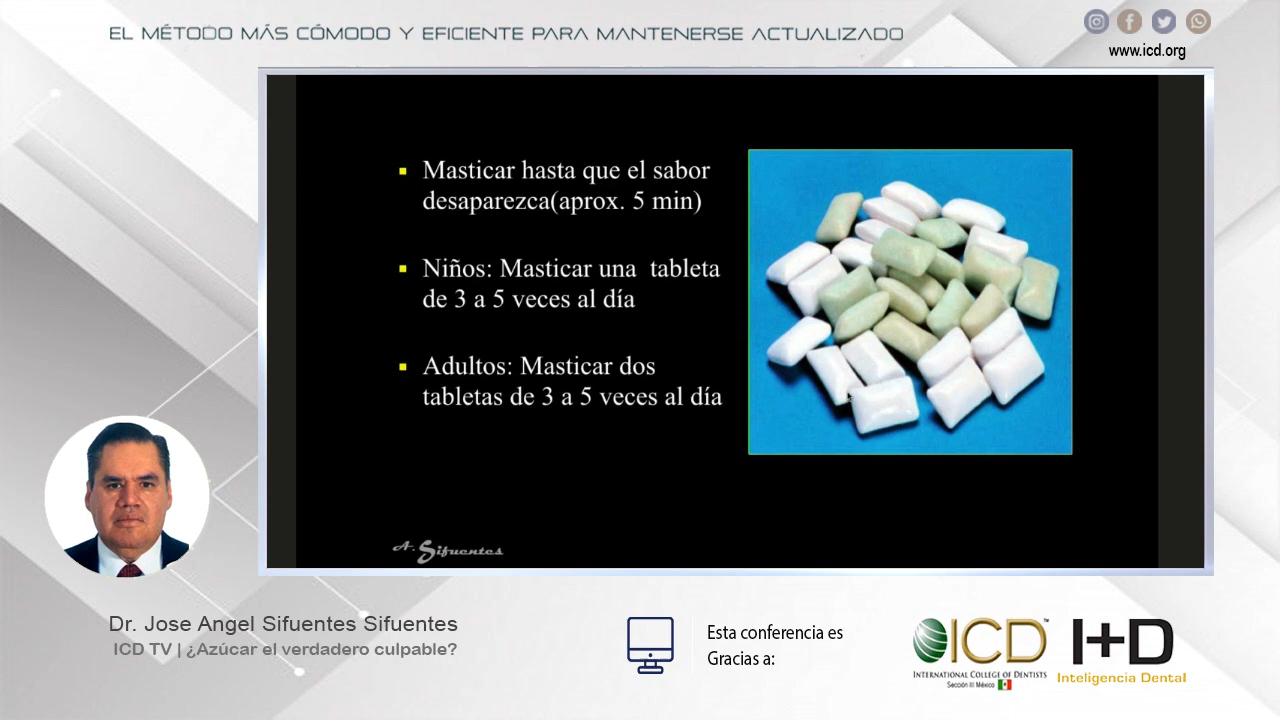 EL MÉTODO MÁS CÓMODO Y EFICIENTE PARA MANTENERSE ACTUALIZADO
www.icd.org
Masticar hasta que el sabor
desaparezca(aprox. 5 min)
Niños: Masticar una tableta
de 3 a 5 veces al día
Adultos: Masticar dos
tabletas de 3 a 5 veces al día
A. Sifuentes
Dr. Jose Angel Sifuentes Sifuentes
ICD TV | ¿Azúcar el verdadero culpable?
Esta conferencia es
Gracias a:
ICD™
INTERNATIONAL COLLEGE OF DENTISTS
Sección III México
I+D
Inteligencia Dental